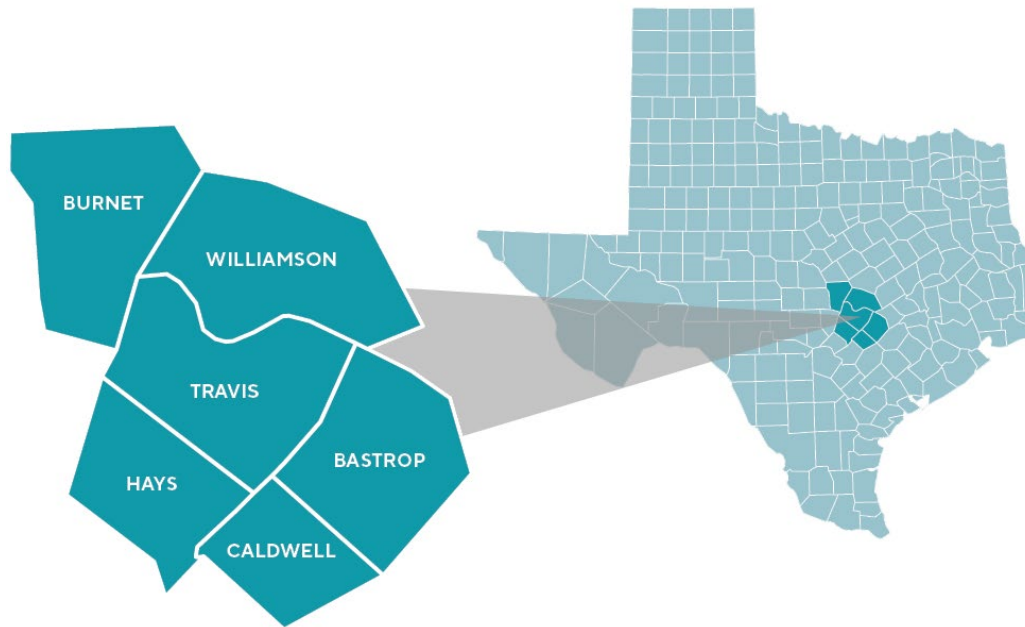 BURNET
WILLIAMSON
TRAVIS
BASTROP
HAYS
CALDWELL